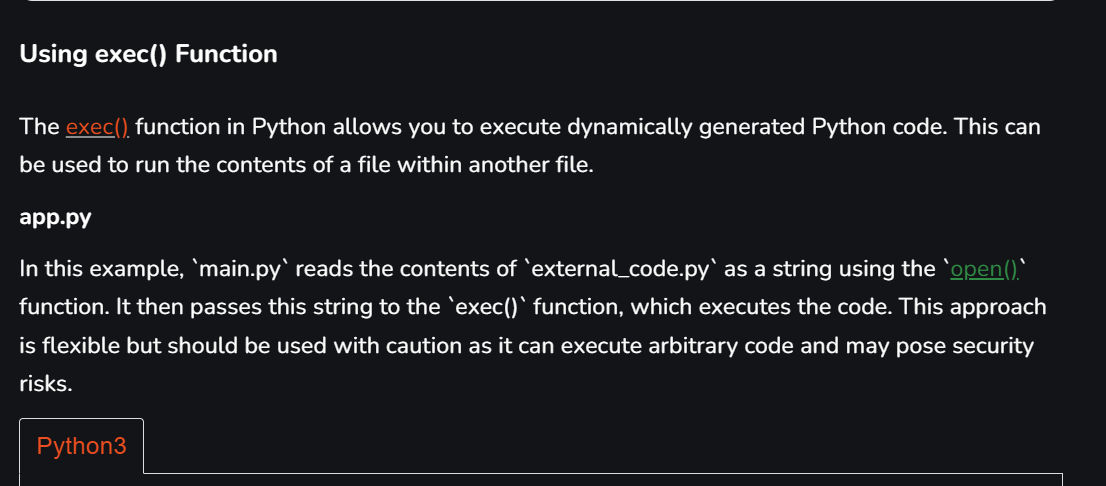 Using exec() Function
The exec() function in Python allows you to execute dynamically generated Python code. This can
be used to run the contents of a file within another file.
app.py
In this example, `main.py` reads the contents of `external_code.py` as a string using the `open()`
function. It then passes this string to the `exec()` function, which executes the code. This approach
is flexible but should be used with caution as it can execute arbitrary code and may pose security
risks.
Python3